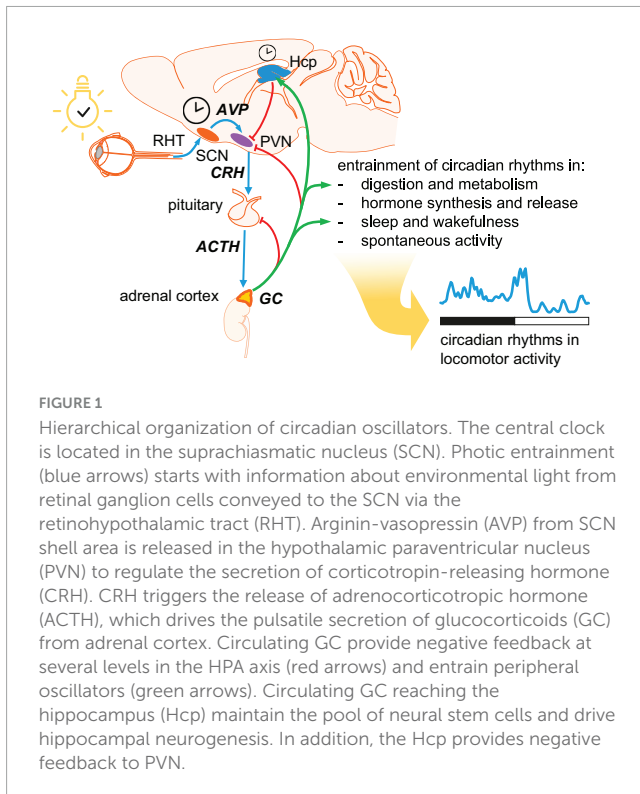 Hcp
AVP
RHT
SCN
PVN
CRH
pituitary
ACTH
adrenal cortex
GC
entrainment of circadian rhythms in:
- digestion and metabolism
- hormone synthesis and release
- sleep and wakefulness
- spontaneous activity
circadian rhythms in
locomotor activity
FIGURE 1
Hierarchical organization of circadian oscillators. The central clock
is located in the suprachiasmatic nucleus (SCN). Photic entrainment
(blue arrows) starts with information about environmental light from
retinal ganglion cells conveyed to the SCN via the
retinohypothalamic tract (RHT). Arginin-vasopressin (AVP) from SCN
shell area is released in the hypothalamic paraventricular nucleus
(PVN) to regulate the secretion of corticotropin-releasing hormone
(CRH). CRH triggers the release of adrenocorticotropic hormone
(ACTH), which drives the pulsatile secretion of glucocorticoids (GC)
from adrenal cortex. Circulating GC provide negative feedback at
several levels in the HPA axis (red arrows) and entrain peripheral
oscillators (green arrows). Circulating GC reaching the
hippocampus (Hcp) maintain the pool of neural stem cells and drive
hippocampal neurogenesis. In addition, the Hcp provides negative
feedback to PVN.